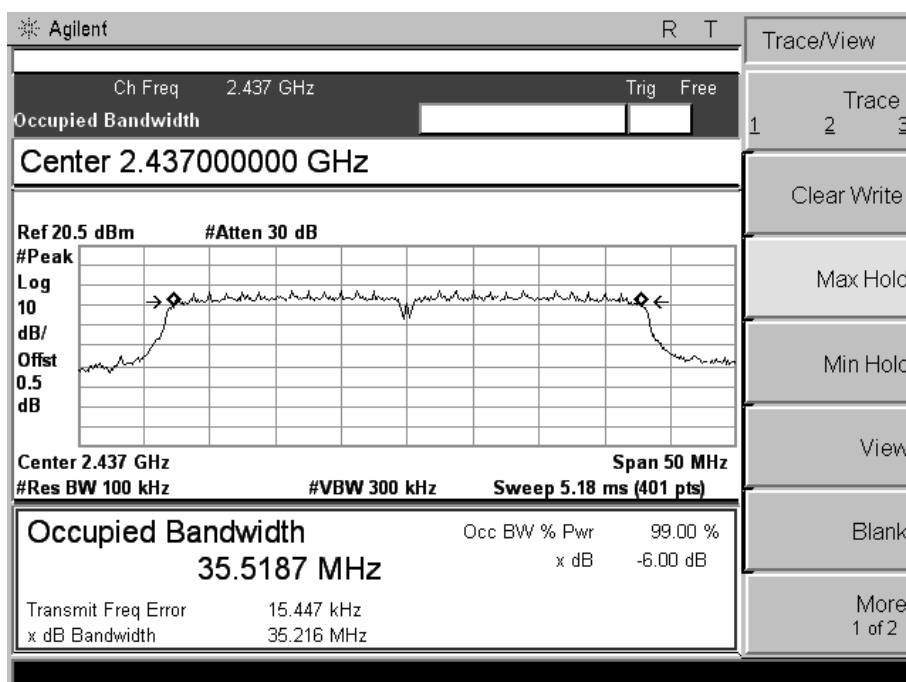 Agilent R T
Trace/View
Ch Freq 2.437 GHz Trig Free
Occupied Bandwidth
Trace
1 2 3
Center 2.437000000 GHz
Clear Write
Ref 20.5 dBm #Atten 30 dB
#Peak
Log
10
dB/
Offst
0.5
dB
Max Hold
Min Hold
Center 2.437 GHz Span 50 MHz
#Res BW 100 kHz #VBW 300 kHz Sweep 5.18 ms (401 pts)
View
Occupied Bandwidth Occ BW % Pwr 99.00 %
35.5187 MHz x dB -6.00 dB
Blank
Transmit Freq Error 15.447 kHz
x dB Bandwidth 35.216 MHz
More
1 of 2